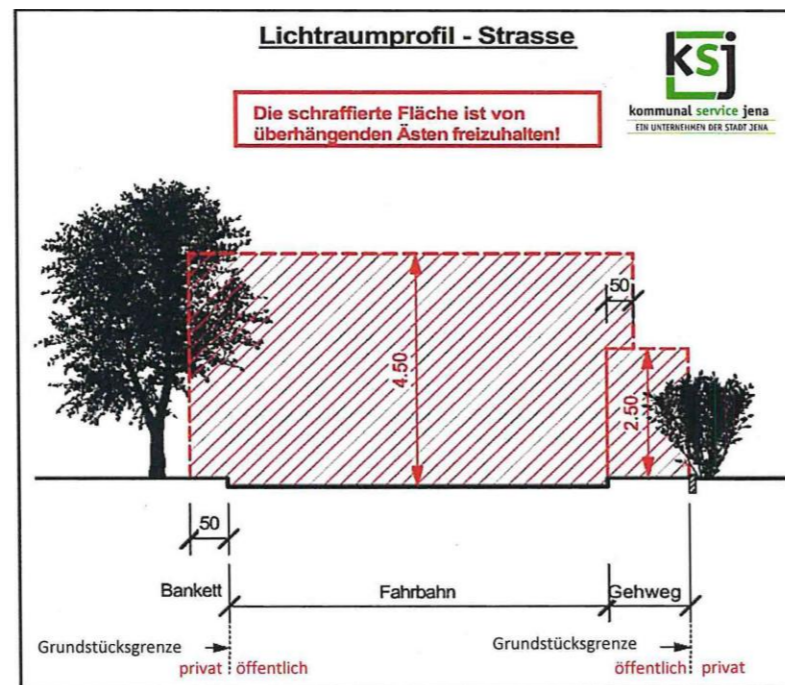 Lichtraumprofil - Strasse
ksj
kommunal service jena
EIN UNTERNEHMEN DER STADT JENA
Die schraffierte Fläche ist von
überhängenden Ästen freizuhalten!
50
4.50
2.50
50
Bankett
Fahrbahn
Gehweg
Grundstücksgrenze
privat
öffentlich
Grundstücksgrenze
öffentlich
privat